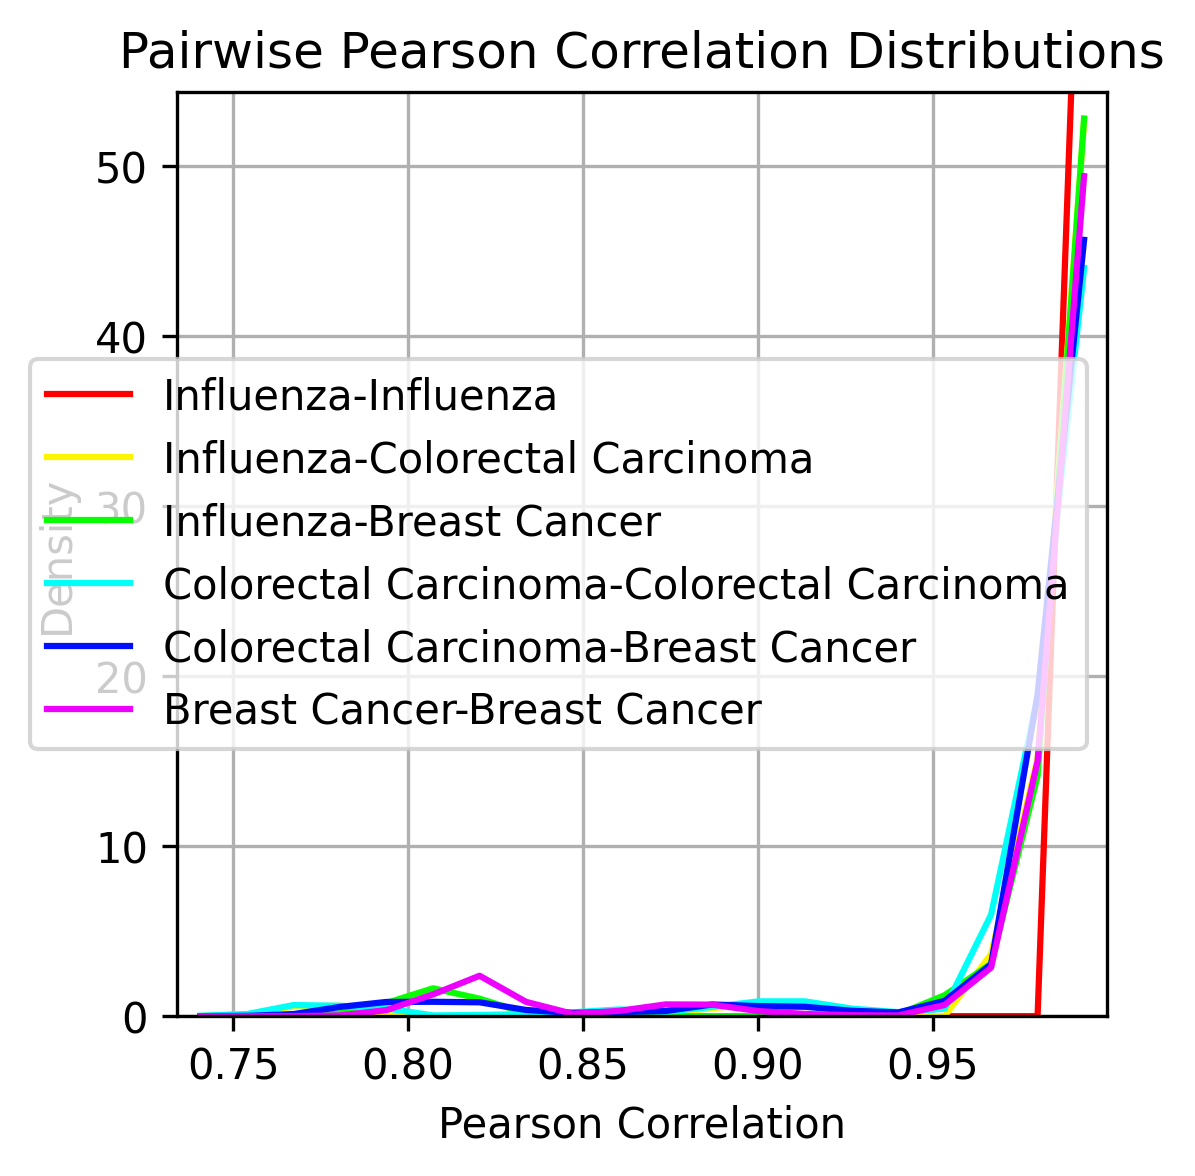 Pairwise Pearson Correlation Distributions
50
40
30
20
10
0
Density
Influenza-Influenza
Influenza-Colorectal Carcinoma
Influenza-Breast Cancer
Colorectal Carcinoma-Colorectal Carcinoma
Colorectal Carcinoma-Breast Cancer
Breast Cancer-Breast Cancer
0.75 0.80 0.85 0.90 0.95
Pearson Correlation